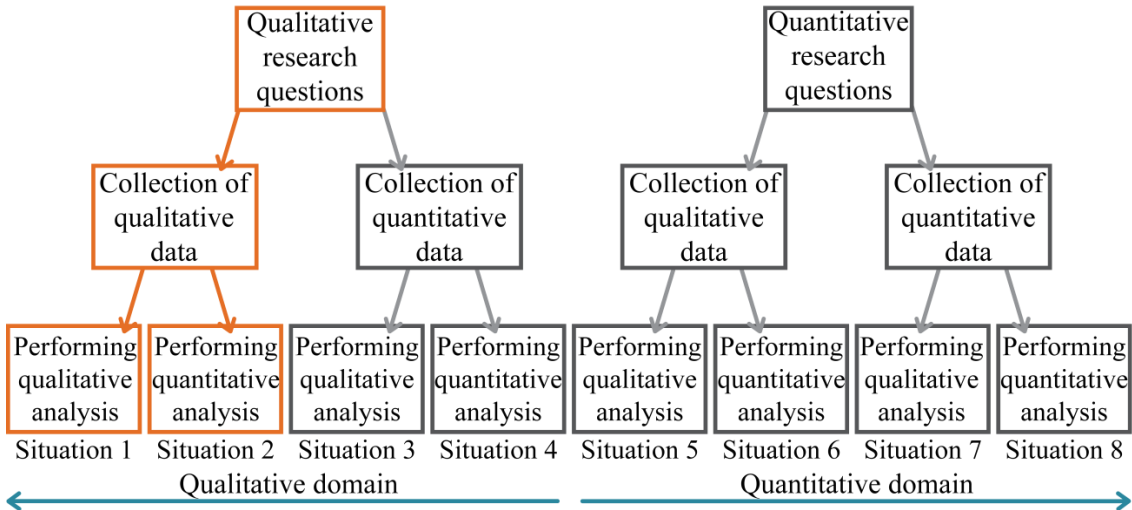 Qualitative
research
questions
Quantitative
research
questions
Collection of
qualitative
data
Collection of
quantitative
data
Collection of
qualitative
data
Collection of
quantitative
data
Performing
qualitative
analysis
Performing
quantitative
analysis
Performing
qualitative
analysis
Performing
quantitative
analysis
Performing
qualitative
analysis
Performing
quantitative
analysis
Performing
qualitative
analysis
Performing
quantitative
analysis
Situation 1
Situation 2
Situation 3
Situation 4
Situation 5
Situation 6
Situation 7
Situation 8
Qualitative domain
Quantitative domain